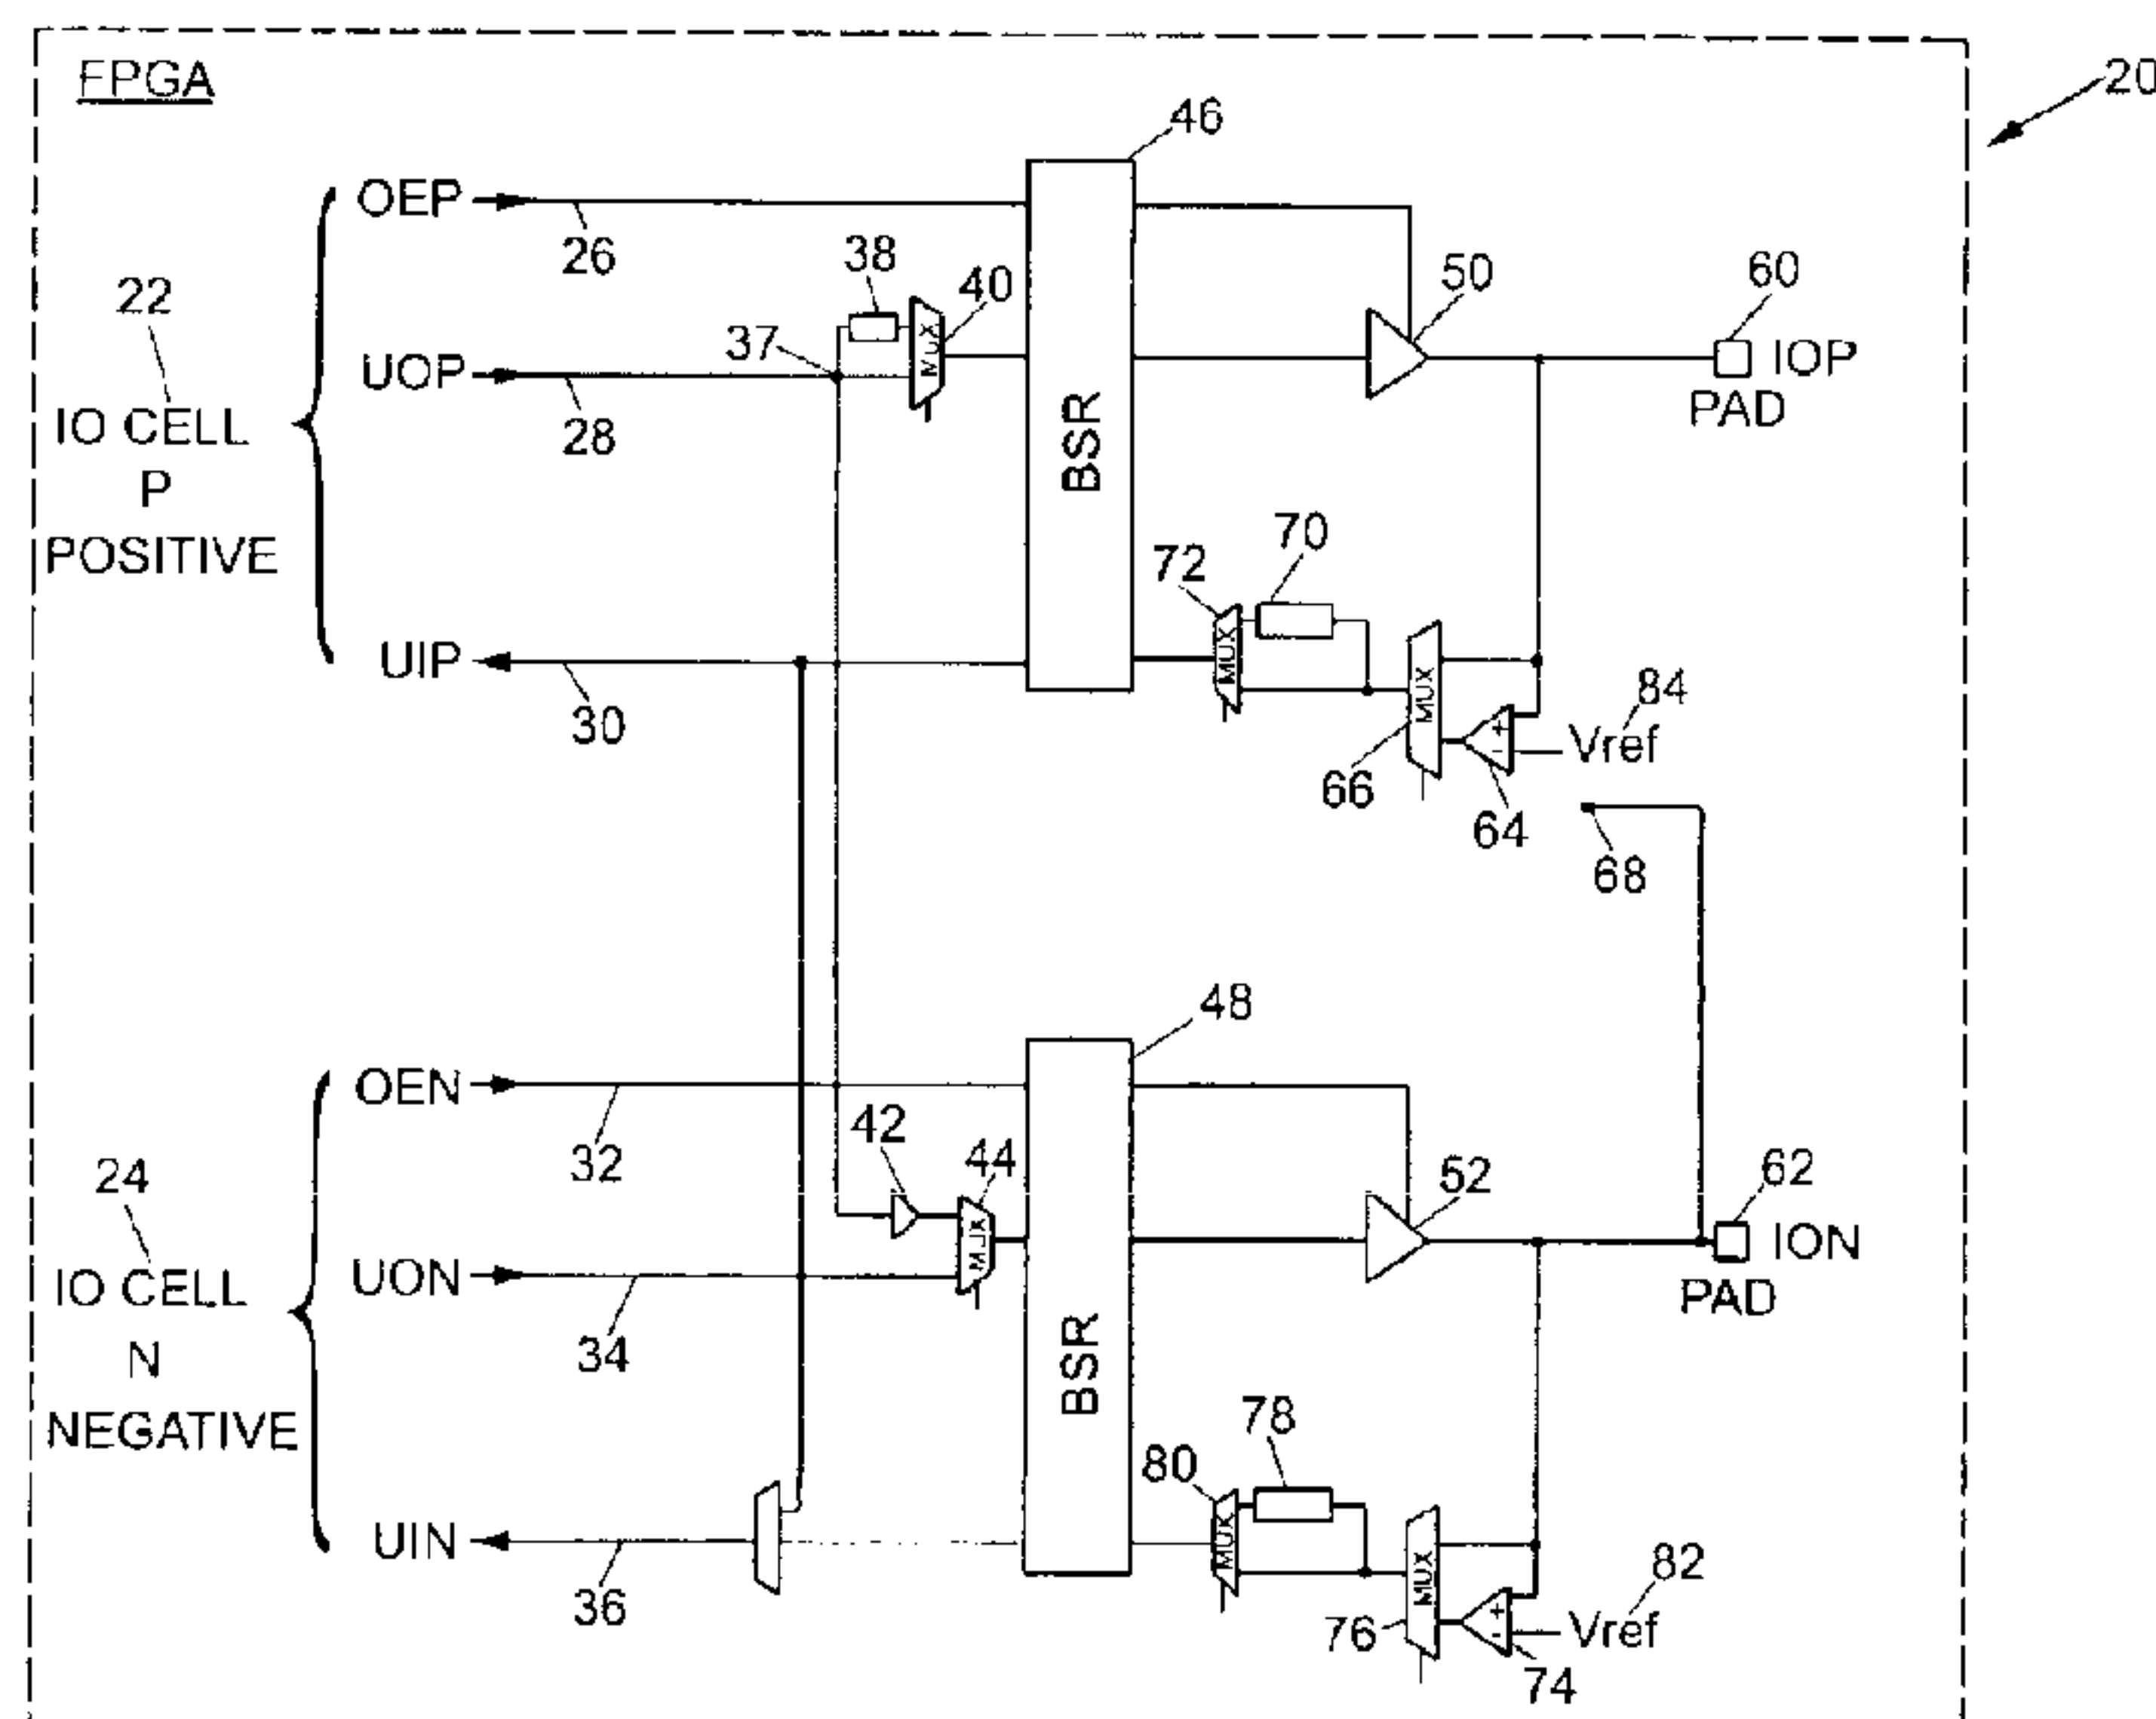 FPGA
20
46
OEP
26
38
40
50
60
22
37
UOP
MUX
IOP
28
PAD
IO CELL
P
POSITIVE
BSR
70
72
MUX
MUX
UIP
30
84
Vref
66
64
68
48
OEN
32
42
44
52
62
24
MUX
ION
UON
PAD
IO CELL
N
NEGATIVE
34
BSR
78
80
MUX
MUX
UIN
36
82
Vref
76
74
+
-
+
-